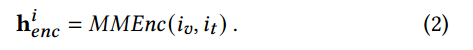 h^i_enc = MMEnc(i_v, i_t) . (2)